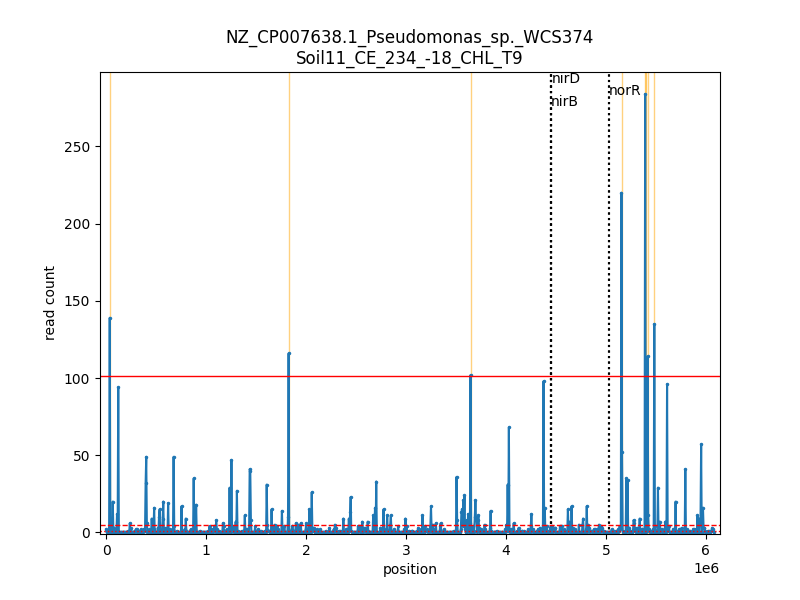 NZ_CP007638.1_Pseudomonas_sp._WCS374
Soil11_CE_234_-18_CHL_T9
nirD
norR
nirB
250
200
150
100
50
0
read count
0 1 2 3 4 5 6
1e6
position